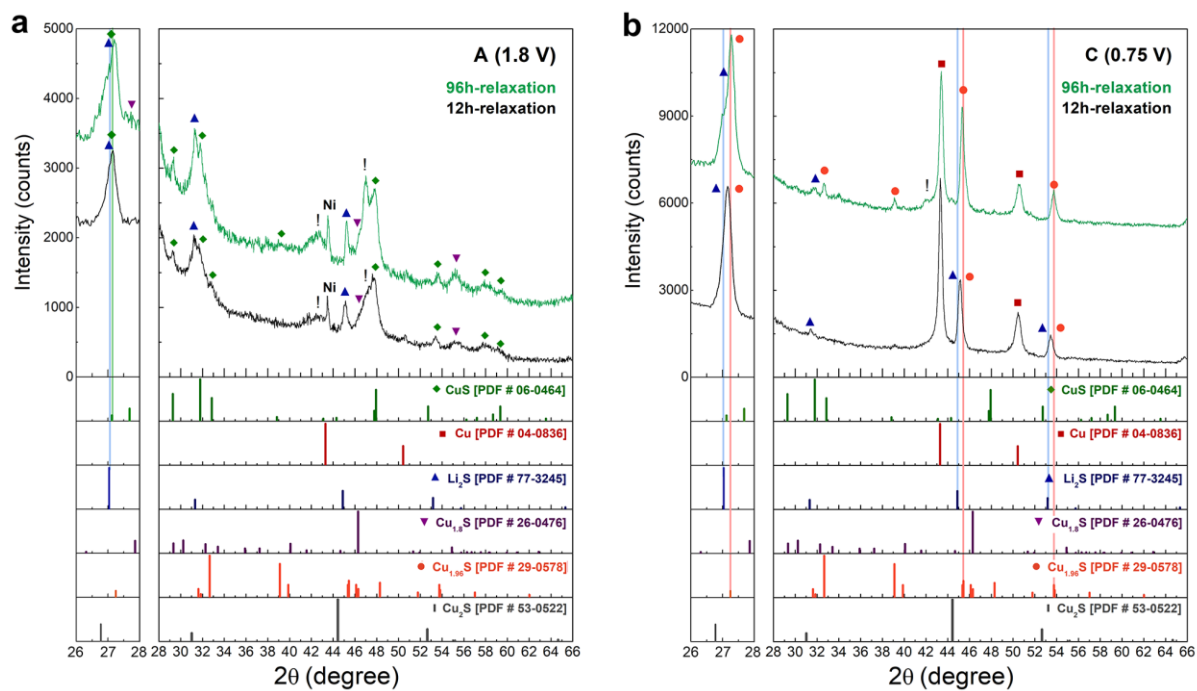 a
A (1.8 V)
96h-relaxation
12h-relaxation
Intensity (counts)
5000
4000
3000
2000
1000
0
!
Ni
!
!
Ni
!
CuS [PDF # 06-0464]
Cu [PDF # 04-0836]
Li₂S [PDF # 77-3245]
Cu₁.₈S [PDF # 26-0476]
Cu₁.₉₆S [PDF # 29-0578]
Cu₂S [PDF # 53-0522]
26 27 28 28 30 32 34 36 38 40 42 44 46 48 50 52 54 56 58 60 62 64 66
2θ (degree)
b
C (0.75 V)
96h-relaxation
12h-relaxation
Intensity (counts)
12000
9000
6000
3000
0
!
CuS [PDF # 06-0464]
Cu [PDF # 04-0836]
Li₂S [PDF # 77-3245]
Cu₁.₈S [PDF # 26-0476]
Cu₁.₉₆S [PDF # 29-0578]
Cu₂S [PDF # 53-0522]
26 27 28 28 30 32 34 36 38 40 42 44 46 48 50 52 54 56 58 60 62 64 66
2θ (degree)